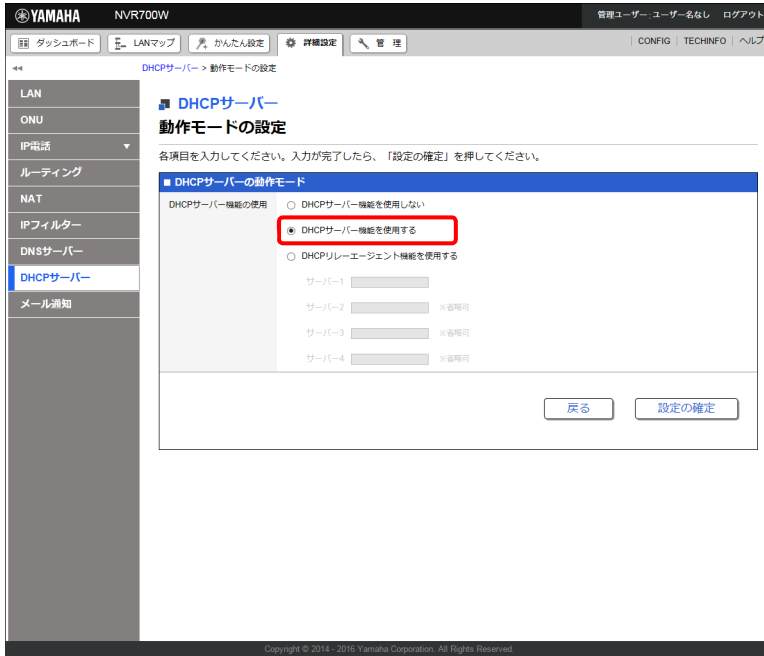 YAMAHA NVR700W 管理ユーザー:ユーザー名なし ログアウト
ダッシュボード LANマップ かんたん設定 詳細設定 管 理 CONFIG TECHINFO ヘルプ
DHCPサーバー > 動作モードの設定
LAN
ONU
IP電話
ルーティング
NAT
IPフィルター
DNSサーバー
DHCPサーバー
メール通知
DHCPサーバー
動作モードの設定
各項目を入力してください。入力が完了したら、「設定の確定」を押してください。
DHCPサーバーの動作モード
DHCPサーバー機能の使用
DHCPサーバー機能を使用しない
DHCPサーバー機能を使用する
DHCPリレーエージェント機能を使用する
サーバー1
サーバー2 ※省略可
サーバー3 ※省略可
サーバー4 ※省略可
戻る 設定の確定
Copyright © 2014 - 2016 Yamaha Corporation. All Rights Reserved.